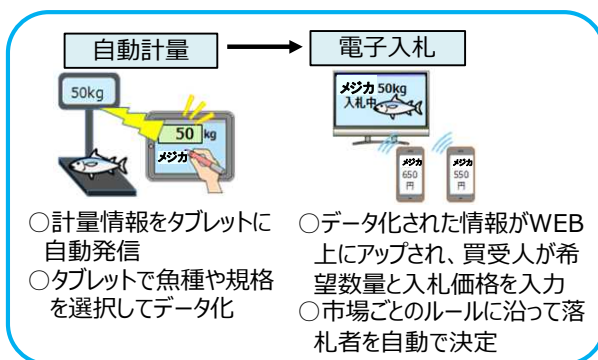 自動計量
電子入札
50kg
50 kg
メジカ
メジカ 50kg
入札中
メジカ
650
円
メジカ
550
円
○計量情報をタブレットに
自動発信
○タブレットで魚種や規格
を選択してデータ化
○データ化された情報がWEB
上にアップされ、買受人が希
望数量と入札価格を入力
○市場ごとのルールに沿って落
札者を自動で決定